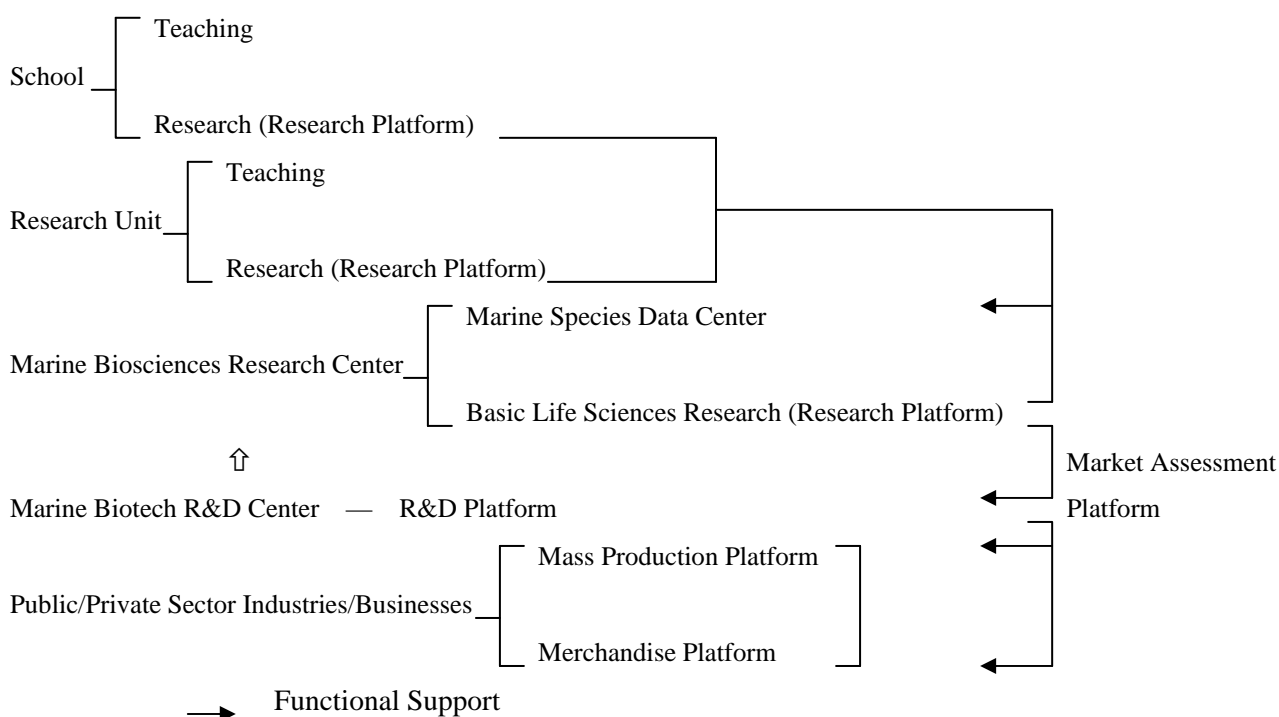 Teaching
School
Research (Research Platform)
Teaching
Research Unit
Research (Research Platform)
Marine Species Data Center
Marine Biosciences Research Center
Basic Life Sciences Research (Research Platform)
⇧
Market Assessment
Marine Biotech R&D Center — R&D Platform
Platform
Mass Production Platform
Public/Private Sector Industries/Businesses
Merchandise Platform
Functional Support